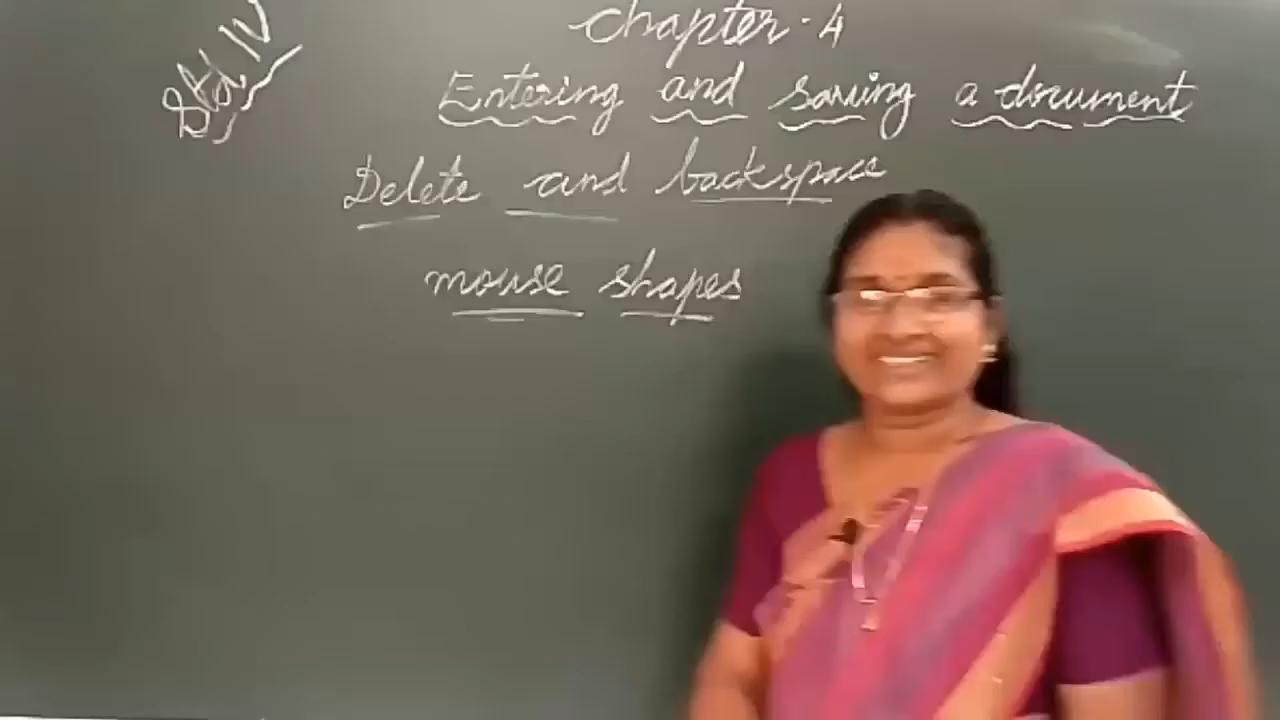 Std IV
Chapter-4
Entering and saving a document
Delete and backspace
mouse shapes